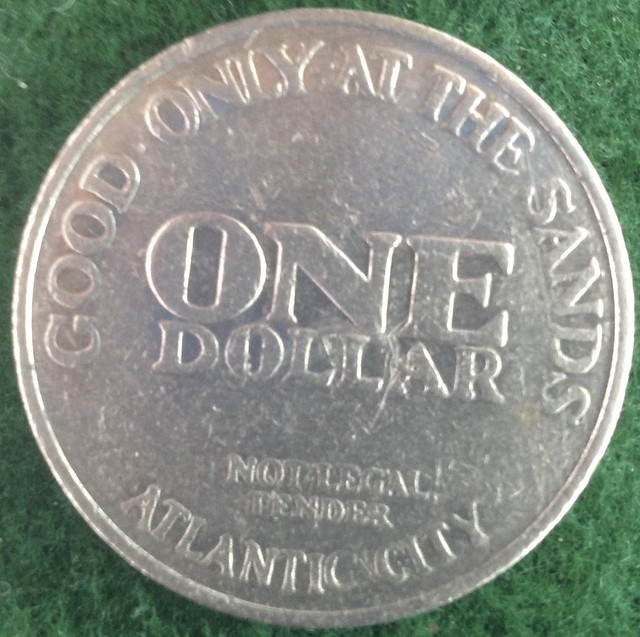 GOOD · ONLY AT THE SANDS
ONE
DOLLAR
NOT LEGAL
TENDER
ATLANTIC CITY